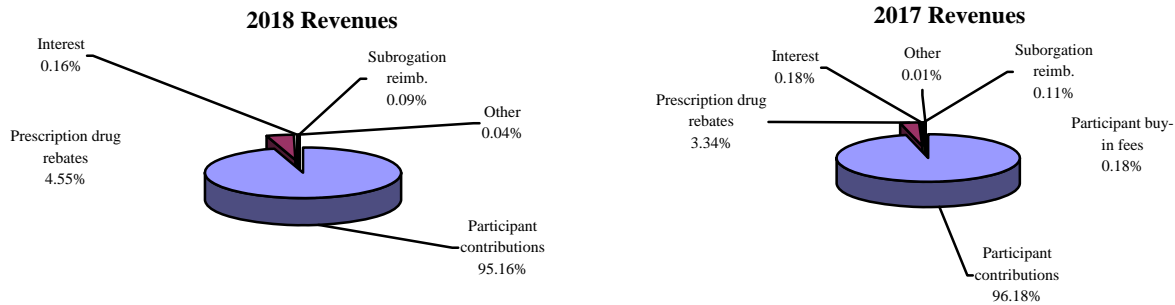 2018 Revenues
Interest
0.16%
Subrogation
reimb.
0.09%
Other
0.04%
Prescription drug
rebates
4.55%
Participant
contributions
95.16%
2017 Revenues
Interest
0.18%
Other
0.01%
Suborgation
reimb.
0.11%
Prescription drug
rebates
3.34%
Participant buy-
in fees
0.18%
Participant
contributions
96.18%